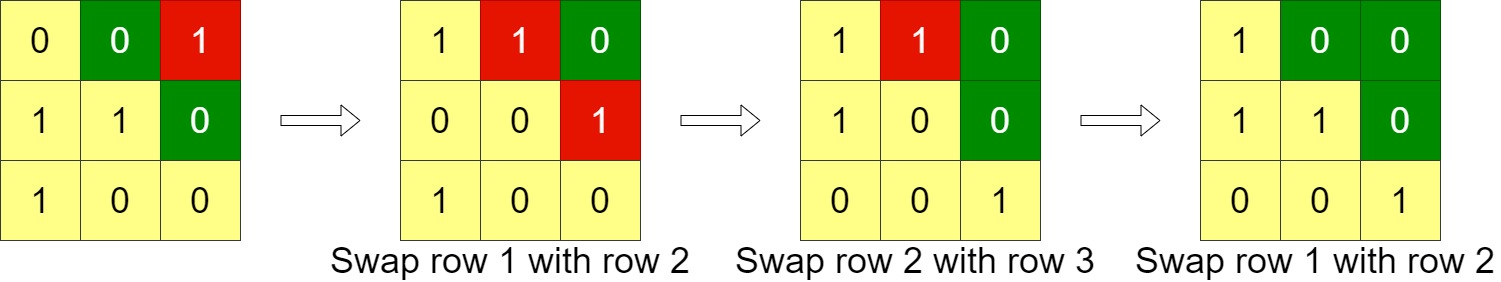 0 0 1 1 1 0 1 1 0 1 0 0
1 1 0 0 0 1 1 0 0 1 1 0
1 0 0 1 0 0 0 0 1 0 0 1
Swap row 1 with row 2 Swap row 2 with row 3 Swap row 1 with row 2